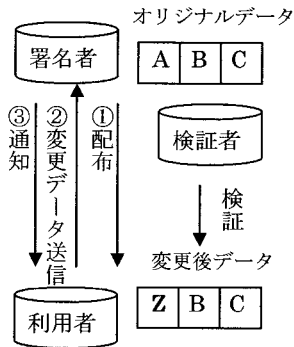 オリジナルデータ
署名者
A B C
③通知
②変更データ送信
①配布
検証者
検証
変更後データ
利用者
Z B C